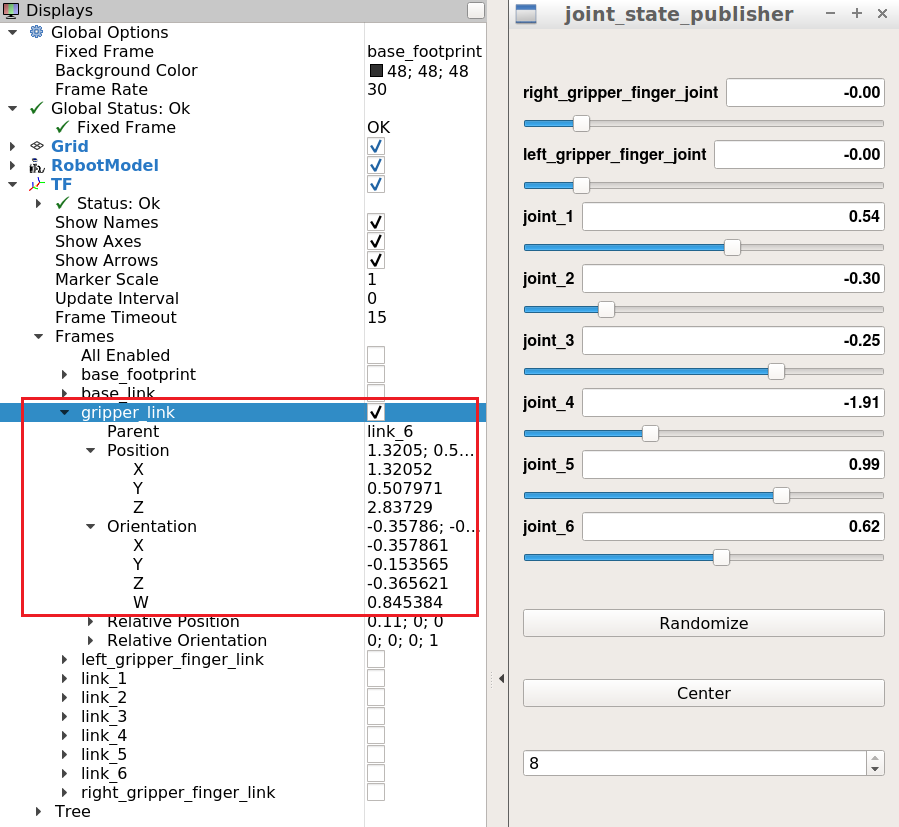 Displays
Global Options
Fixed Frame base_footprint
Background Color 48; 48; 48
Frame Rate 30
Global Status: Ok
Fixed Frame OK
Grid
RobotModel
TF
Status: Ok
Show Names
Show Axes
Show Arrows
Marker Scale 1
Update Interval 0
Frame Timeout 15
Frames
All Enabled
base_footprint
base_link
gripper_link
Parent link_6
Position 1.3205; 0.5...
X 1.32052
Y 0.507971
Z 2.83729
Orientation -0.35786; -0...
X -0.357861
Y -0.153565
Z -0.365621
W 0.845384
Relative Position 0.11; 0; 0
Relative Orientation 0; 0; 0; 1
left_gripper_finger_link
link_1
link_2
link_3
link_4
link_5
link_6
right_gripper_finger_link
Tree
joint_state_publisher
right_gripper_finger_joint -0.00
left_gripper_finger_joint -0.00
joint_1 0.54
joint_2 -0.30
joint_3 -0.25
joint_4 -1.91
joint_5 0.99
joint_6 0.62
Randomize
Center
8